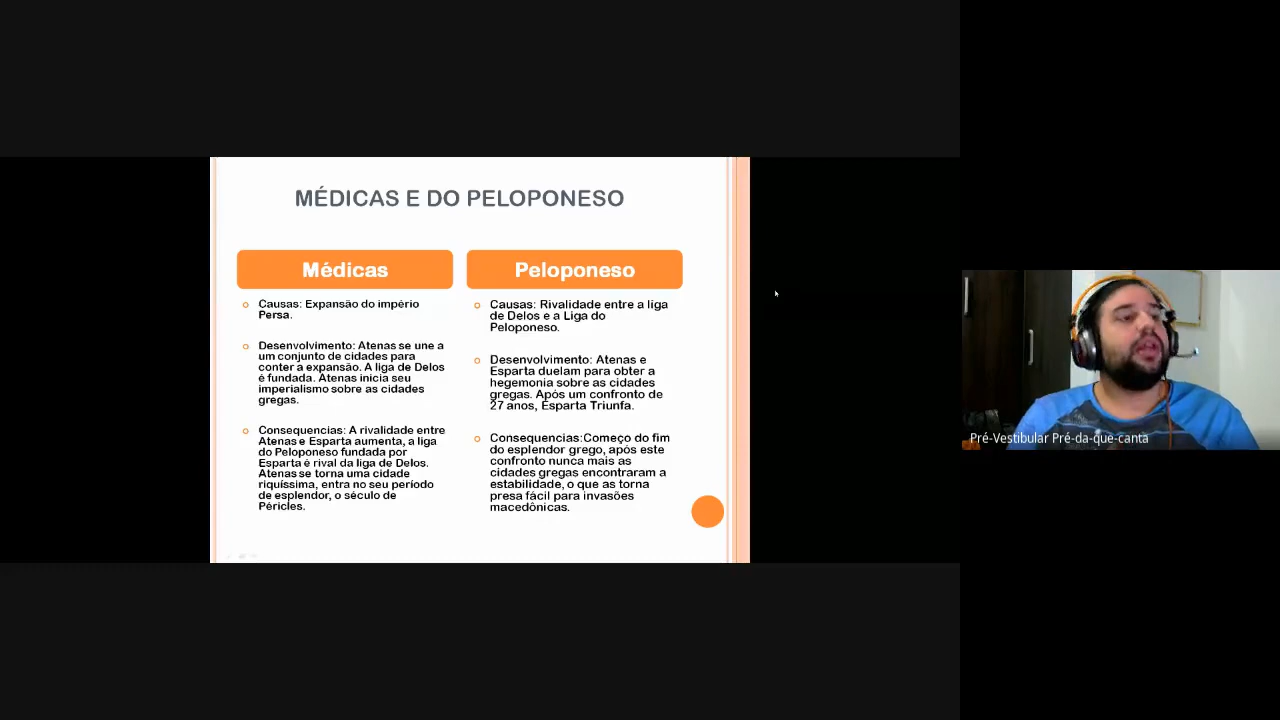 MÉDICAS E DO PELOPONESO
Médicas
Causas: Expansão do império
Persa.
Desenvolvimento: Atenas se une a
um conjunto de cidades para
conter a expansão. A liga de Delos
é fundada. Atenas inicia seu
imperialismo sobre as cidades
gregas.
Consequencias: A rivalidade entre
Atenas e Esparta aumenta, a liga
do Peloponeso fundada por
Esparta é rival da liga de Delos.
Atenas se torna uma cidade
riquíssima, entra no seu período
de esplendor, o século de
Péricles.
Peloponeso
Causas: Rivalidade entre a liga
de Delos e a Liga do
Peloponeso.
Desenvolvimento: Atenas e
Esparta duelam para obter a
hegemonia sobre as cidades
gregas. Após um confronto de
27 anos, Esparta Triunfa.
Consequencias:Começo do fim
do esplendor grego, após este
confronto nunca mais as
cidades gregas encontraram a
estabilidade, o que as torna
presa fácil para invasões
macedônicas.
Pré-Vestibular Pré-da-que-canta